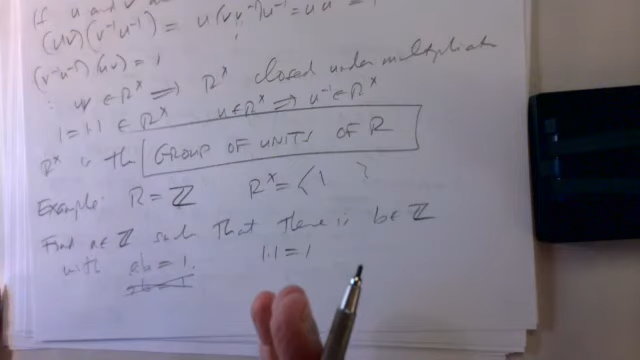 If u and v
(uv)(v⁻¹u⁻¹) = u(vv⁻¹)u⁻¹ = uu⁻¹ =
(v⁻¹u⁻¹)(uv) = 1
∴ uv ∈ R^× ⟹ R^× closed under multiplication
1 = 1·1 ∈ R^× u ∈ R^× ⟹ u⁻¹ ∈ R^×
R^× is the GROUP OF UNITS OF R
Example: R = ℤ R^× = { 1 }
Find a ∈ ℤ such that there is b ∈ ℤ
with ab = 1. 1·1 = 1